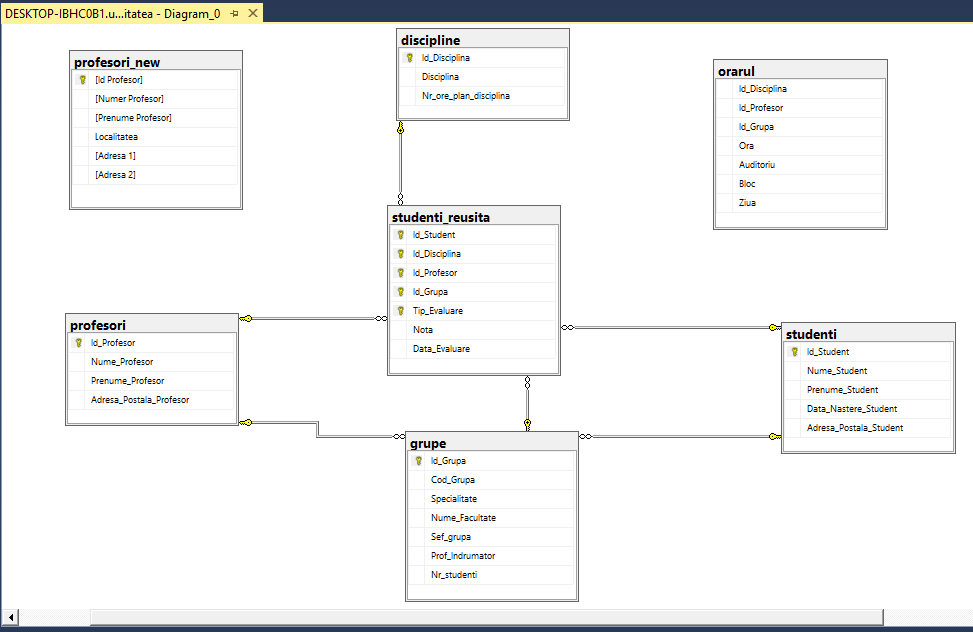 DESKTOP-IBHC0B1.u...itatea - Diagram_0
profesori_new
[Id Profesor]
[Numer Profesor]
[Prenume Profesor]
Localitatea
[Adresa 1]
[Adresa 2]
discipline
Id_Disciplina
Disciplina
Nr_ore_plan_disciplina
orarul
Id_Disciplina
Id_Profesor
Id_Grupa
Ora
Auditoriu
Bloc
Ziua
studenti_reusita
Id_Student
Id_Disciplina
Id_Profesor
Id_Grupa
Tip_Evaluare
Nota
Data_Evaluare
profesori
Id_Profesor
Nume_Profesor
Prenume_Profesor
Adresa_Postala_Profesor
studenti
Id_Student
Nume_Student
Prenume_Student
Data_Nastere_Student
Adresa_Postala_Student
grupe
Id_Grupa
Cod_Grupa
Specialitate
Nume_Facultate
Sef_grupa
Prof_Indrumator
Nr_studenti